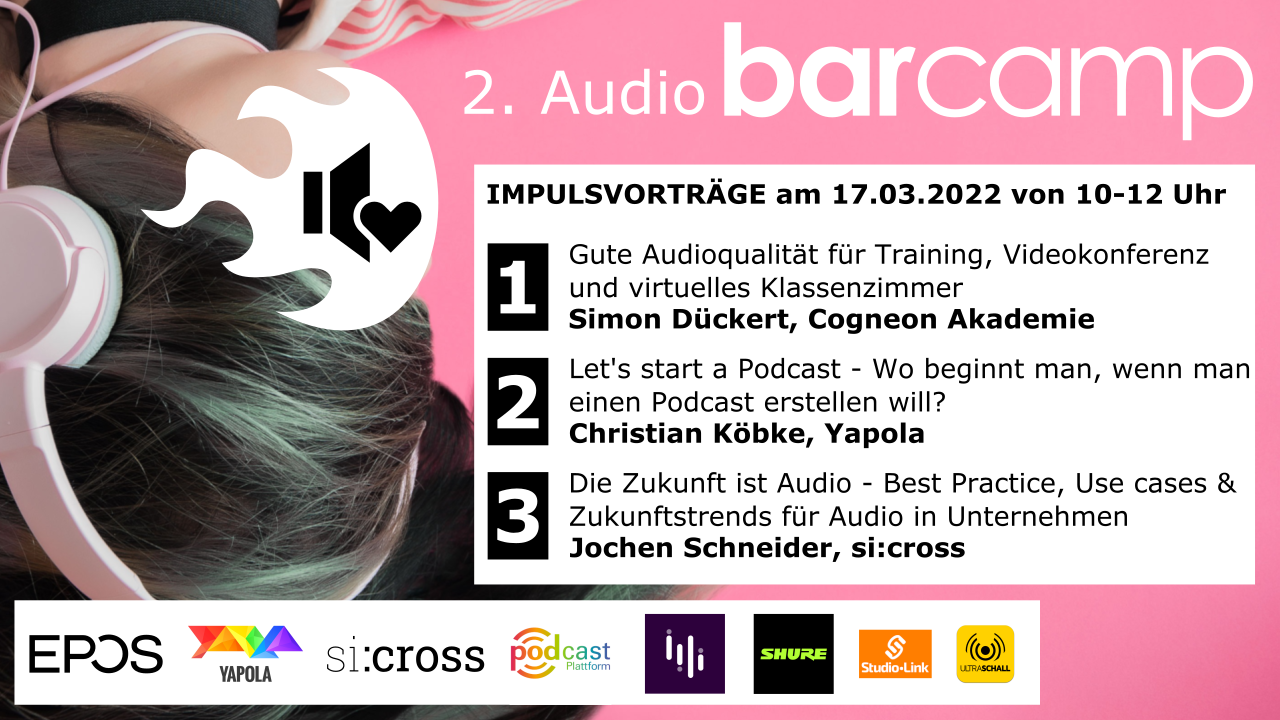 2. Audio barcamp
IMPULSVORTRÄGE am 17.03.2022 von 10-12 Uhr
1
Gute Audioqualität für Training, Videokonferenz
und virtuelles Klassenzimmer
Simon Dückert, Cogneon Akademie
2
Let's start a Podcast - Wo beginnt man, wenn man
einen Podcast erstellen will?
Christian Köbke, Yapola
3
Die Zukunft ist Audio - Best Practice, Use cases &
Zukunftstrends für Audio in Unternehmen
Jochen Schneider, si:cross
EPOS
YAPOLA
si:cross
podcast
Plattform
SHURE
Studio-Link
ULTRASCHALL